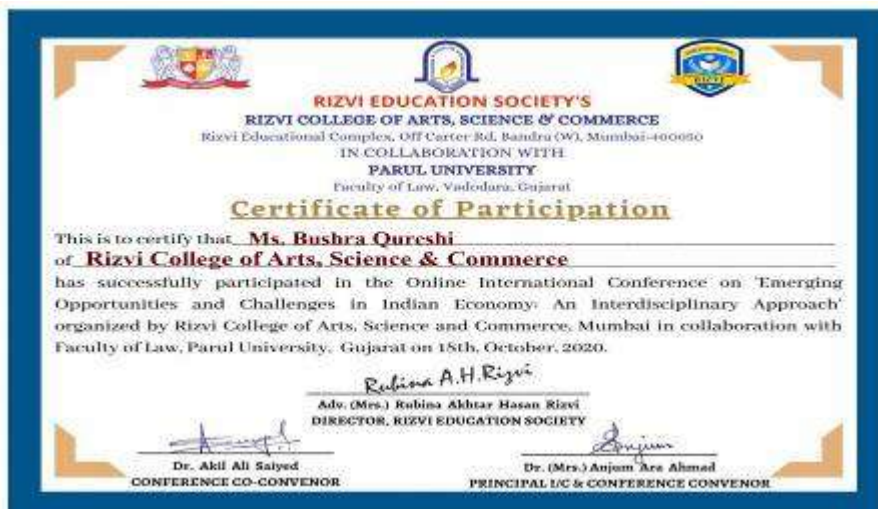 RIZVI
RIZVI EDUCATION SOCIETY'S
RIZVI COLLEGE OF ARTS, SCIENCE & COMMERCE
Rizvi Educational Complex, Off Carter Rd, Bandra (W), Mumbai-400050
IN COLLABORATION WITH
PARUL UNIVERSITY
Faculty of Law, Vadodara, Gujarat
Certificate of Participation
This is to certify that Ms. Bushra Qureshi
of Rizvi College of Arts, Science & Commerce
has successfully participated in the Online International Conference on 'Emerging
Opportunities and Challenges in Indian Economy: An Interdisciplinary Approach'
organized by Rizvi College of Arts, Science and Commerce, Mumbai in collaboration with
Faculty of Law, Parul University, Gujarat on 18th, October, 2020.
Rubina A.H.Rizvi
Adv. (Mrs.) Rubina Akhtar Hasan Rizvi
DIRECTOR, RIZVI EDUCATION SOCIETY
Anjum
Dr. Akil Ali Saiyed
CONFERENCE CO-CONVENOR
Dr. (Mrs.) Anjum Ara Ahmad
PRINCIPAL I/C & CONFERENCE CONVENOR